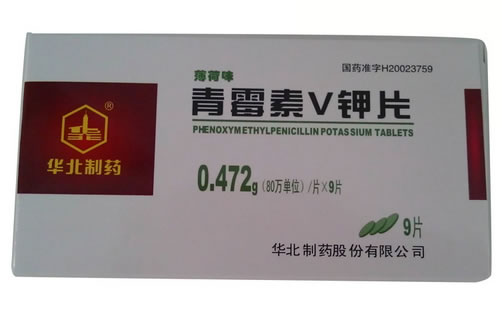 国药准字H20023759
薄荷味
青霉素V钾片
PHENOXYMETHYLPENICILLIN POTASSIUM TABLETS
®
华北制药
0.472g(80万单位)/片×9片
9片
华北制药股份有限公司